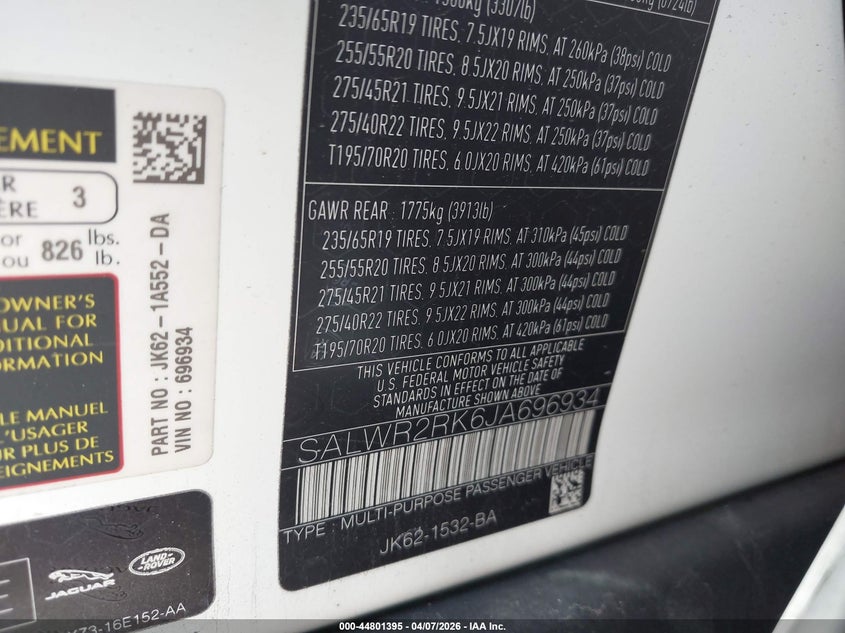 EMENT
R
ÈRE 3
or
ou 826 lbs.
lb.
OWNER'S
NUAL FOR
DITIONAL
ORMATION
LE MANUEL
L'USAGER
UR PLUS DE
EIGNEMENTS
PART NO : JK62-1A552-DA
VIN NO : 696934
JAGUAR
LAND-ROVER
73-16E152-AA
1500kg (3307lb)
235/65R19 TIRES, 7.5JX19 RIMS, AT 260kPa (38psi) COLD
255/55R20 TIRES, 8.5JX20 RIMS, AT 250kPa (37psi) COLD
275/45R21 TIRES, 9.5JX21 RIMS, AT 250kPa (37psi) COLD
275/40R22 TIRES, 9.5JX22 RIMS, AT 250kPa (37psi) COLD
T195/70R20 TIRES, 6.0JX20 RIMS, AT 420kPa (61psi) COLD
GAWR REAR : 1775kg (3913lb)
235/65R19 TIRES, 7.5JX19 RIMS, AT 310kPa (45psi) COLD
255/55R20 TIRES, 8.5JX20 RIMS, AT 300kPa (44psi) COLD
275/45R21 TIRES, 9.5JX21 RIMS, AT 300kPa (44psi) COLD
275/40R22 TIRES, 9.5JX22 RIMS, AT 300kPa (44psi) COLD
T195/70R20 TIRES, 6.0JX20 RIMS, AT 420kPa (61psi) COLD
THIS VEHICLE CONFORMS TO ALL APPLICABLE
U.S. FEDERAL MOTOR VEHICLE SAFETY
STANDARDS IN EFFECT ON THE DATE OF
MANUFACTURE SHOWN ABOVE.
SALWR2RK6JA696934
TYPE : MULTI-PURPOSE PASSENGER VEHICLE
JK62-1532-BA
000-44801395 - 04/07/2026 - IAA, Inc.